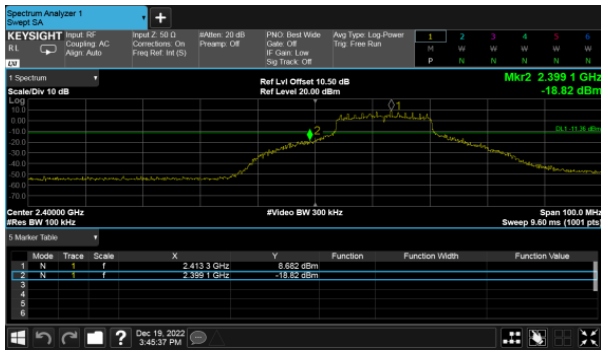 Spectrum Analyzer 1
Swept SA
+
KEYSIGHT Input: RF Input Z: 50 Ω #Atten: 20 dB PNO: Best Wide Avg Type: Log-Power 1 2 3 4 5 6
RL Coupling: AC Corrections: On Preamp: Off Gate: Off Trig: Free Run M W W W W W
Align: Auto Freq Ref: Int (S) IF Gain: Low
LXI Sig Track: Off P N N N N N
1 Spectrum Ref Lvl Offset 10.50 dB Mkr2 2.399 1 GHz
Scale/Div 10 dB Ref Level 20.00 dBm -18.82 dBm
Log
10.0
0.00
DL1 -11.36 dBm
-20.0
-30.0
-40.0
-50.0
-60.0
-70.0
1
2
Center 2.40000 GHz #Video BW 300 kHz Span 100.0 MHz
#Res BW 100 kHz Sweep 9.60 ms (1001 pts)
5 Marker Table
Mode Trace Scale X Y Function Function Width Function Value
1 N 1 f 2.413 3 GHz 8.682 dBm
2 N 1 f 2.399 1 GHz -18.82 dBm
3
4
5
6
? Dec 19, 2022
3:45:37 PM